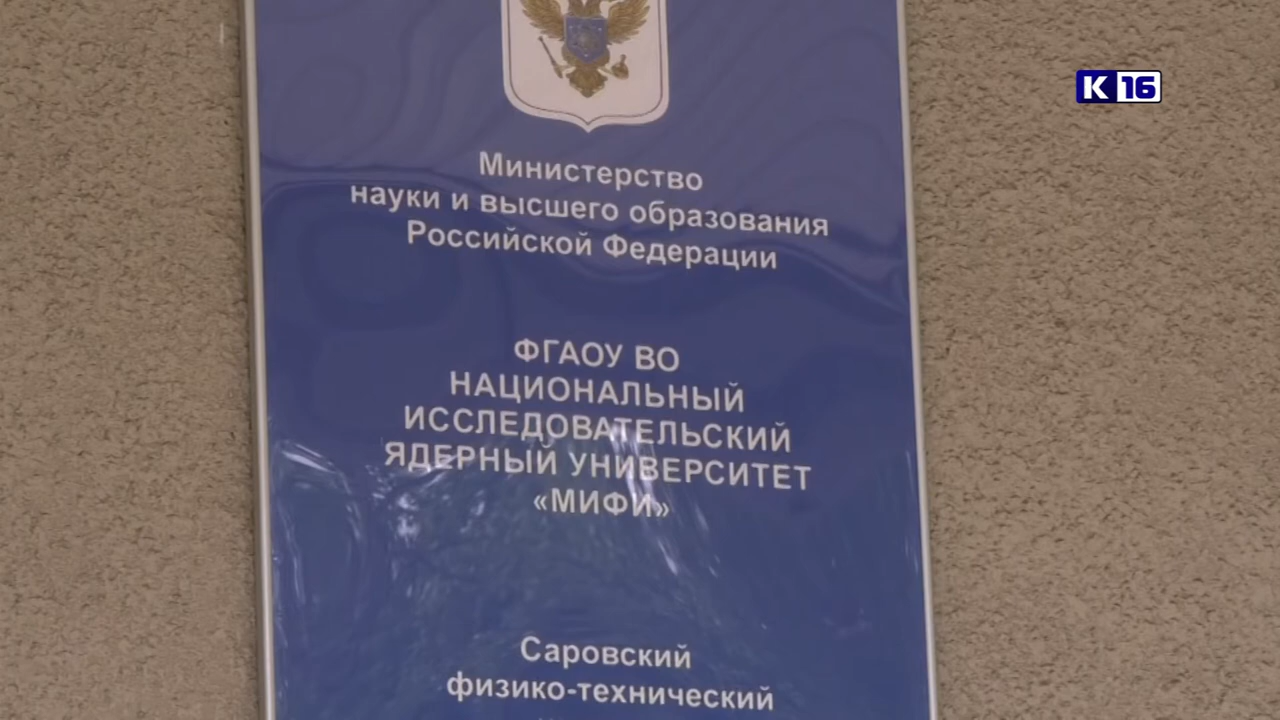 К 16
Министерство
науки и высшего образования
Российской Федерации
ФГАОУ ВО
НАЦИОНАЛЬНЫЙ
ИССЛЕДОВАТЕЛЬСКИЙ
ЯДЕРНЫЙ УНИВЕРСИТЕТ
«МИФИ»
Саровский
физико-технический